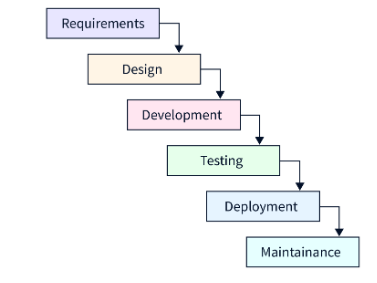 Requirements
Design
Development
Testing
Deployment
Maintainance